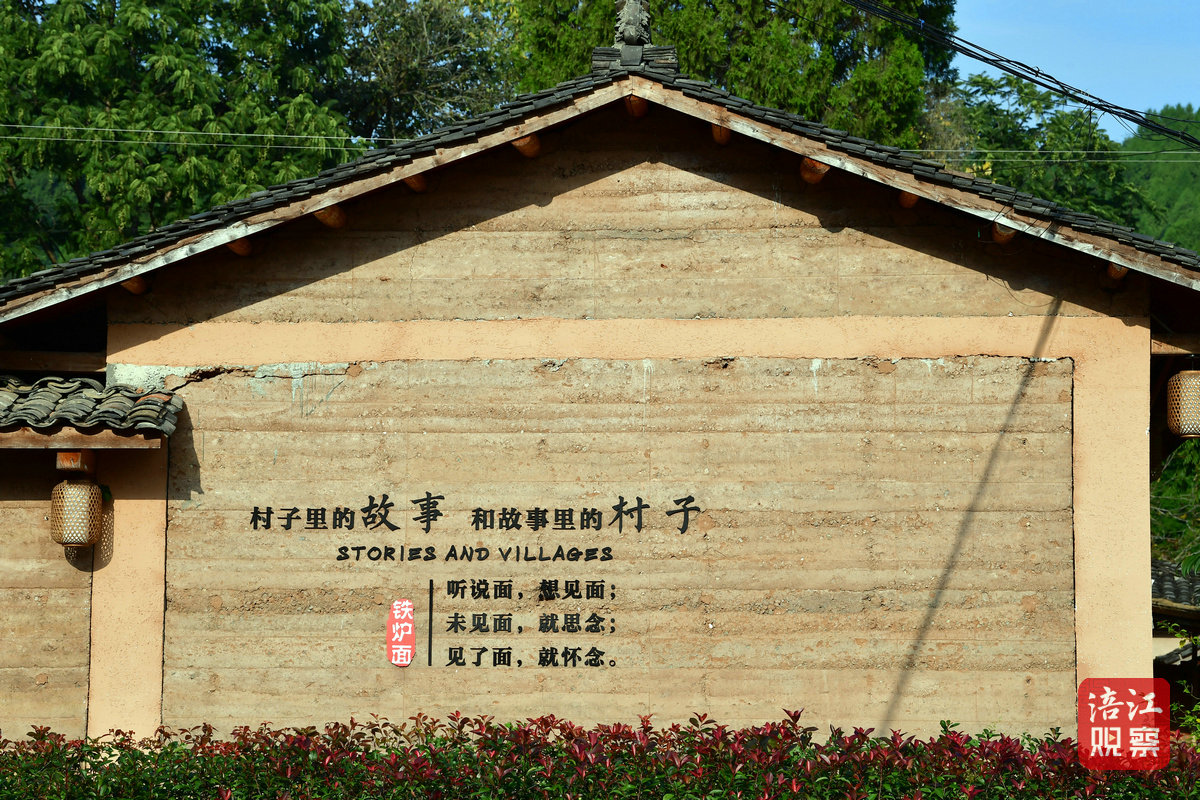 村子里的故事 和故事里的村子
STORIES AND VILLAGES
听说面，想见面；
未见面，就思念；
见了面，就怀念。
铁炉面
涪江
观察